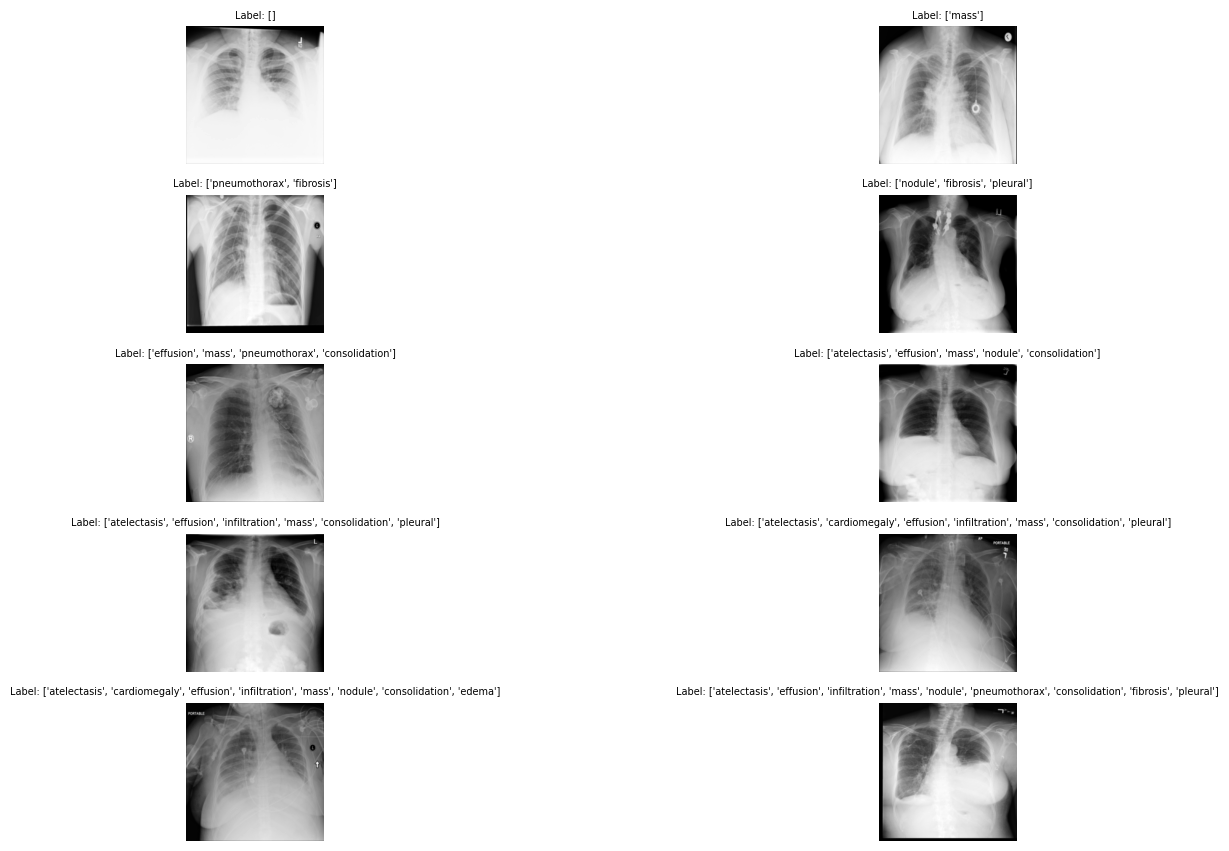 Label: []
Label: ['mass']
Label: ['pneumothorax', 'fibrosis']
Label: ['nodule', 'fibrosis', 'pleural']
Label: ['effusion', 'mass', 'pneumothorax', 'consolidation']
R
Label: ['atelectasis', 'effusion', 'mass', 'nodule', 'consolidation']
Label: ['atelectasis', 'effusion', 'infiltration', 'mass', 'consolidation', 'pleural']
L
Label: ['atelectasis', 'cardiomegaly', 'effusion', 'infiltration', 'mass', 'consolidation', 'pleural']
PORTABLE
Label: ['atelectasis', 'cardiomegaly', 'effusion', 'infiltration', 'mass', 'nodule', 'consolidation', 'edema']
PORTABLE
Label: ['atelectasis', 'effusion', 'infiltration', 'mass', 'nodule', 'pneumothorax', 'consolidation', 'fibrosis', 'pleural']